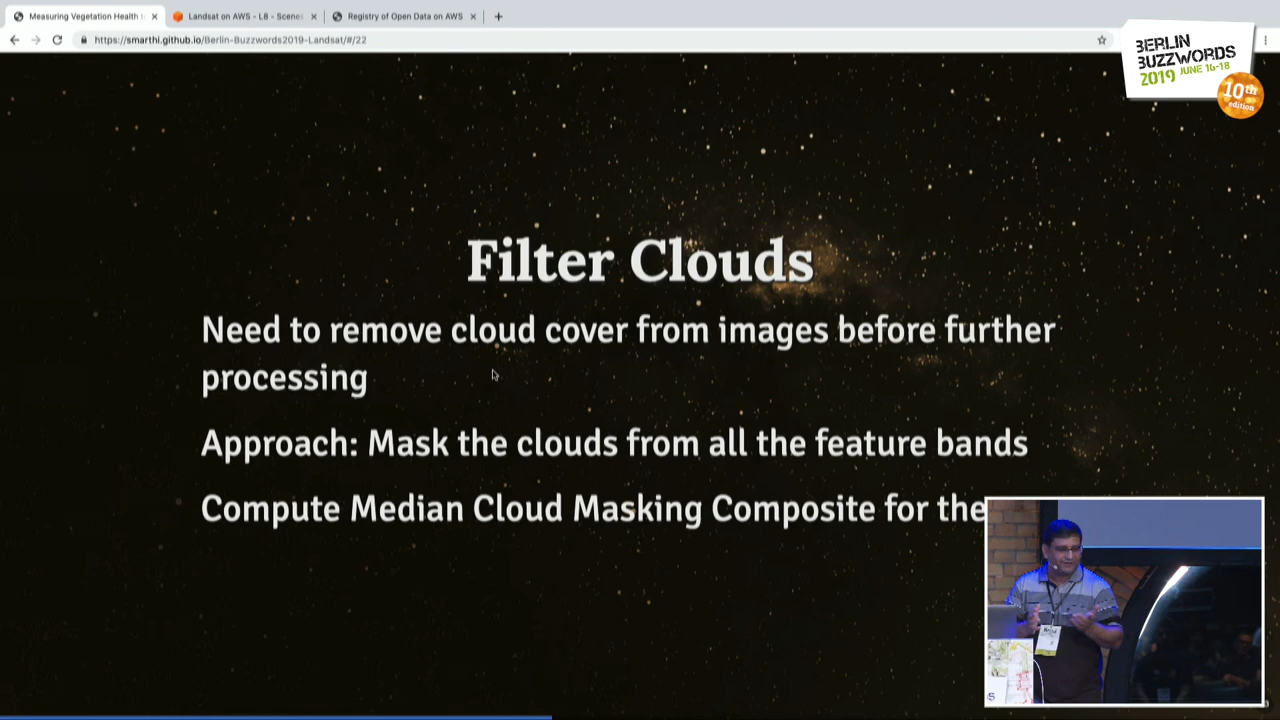 Measuring Vegetation Health
Landsat on AWS - L8 - Scenes
Registry of Open Data on AWS
https://smarthi.github.io/Berlin-Buzzwords2019-Landsat/#/22
BERLIN
BUZZWORDS
2019 JUNE 16-18
10th
edition
Filter Clouds
Need to remove cloud cover from images before further
processing
Approach: Mask the clouds from all the feature bands
Compute Median Cloud Masking Composite for the